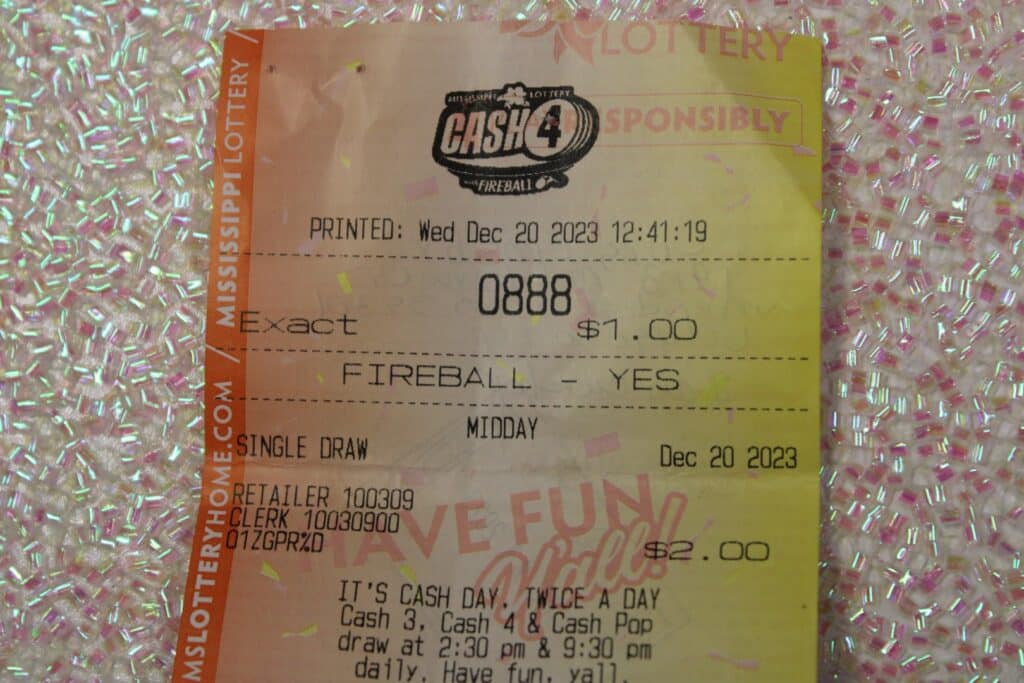 LOTTERY
SPONSIBLY
MISSISSIPPI LOTTERY
CASH 4
FIREBALL
PRINTED: Wed Dec 20 2023 12:41:19
0888
Exact $1.00
FIREBALL - YES
MIDDAY
SINGLE DRAW Dec 20 2023
RETAILER 100309
CLERK 10030900
01ZGPR%D
$2.00
HAVE FUN
Y'all!
IT'S CASH DAY, TWICE A DAY
Cash 3, Cash 4 & Cash Pop
draw at 2:30 pm & 9:30 pm
daily. Have fun, yall.
MSLOTTERYHOME.COM / MISSISSIPPI LOTTERY /